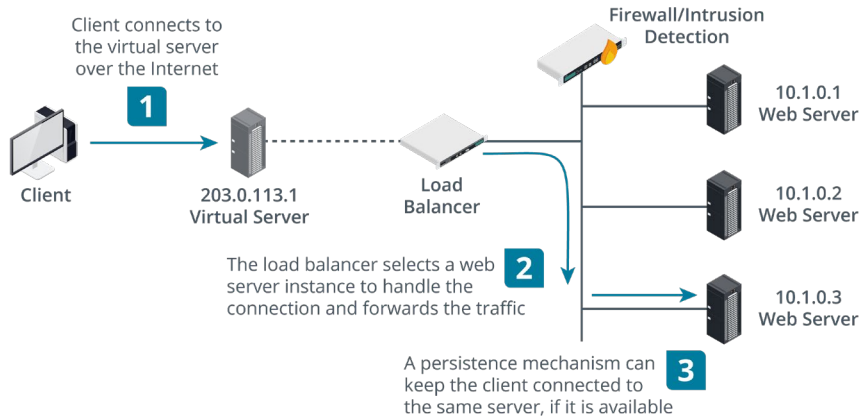 Client connects to
the virtual server
over the Internet
1
Client
203.0.113.1
Virtual Server
Load
Balancer
Firewall/Intrusion
Detection
10.1.0.1
Web Server
10.1.0.2
Web Server
The load balancer selects a web
server instance to handle the
connection and forwards the traffic
2
10.1.0.3
Web Server
A persistence mechanism can
keep the client connected to
the same server, if it is available
3